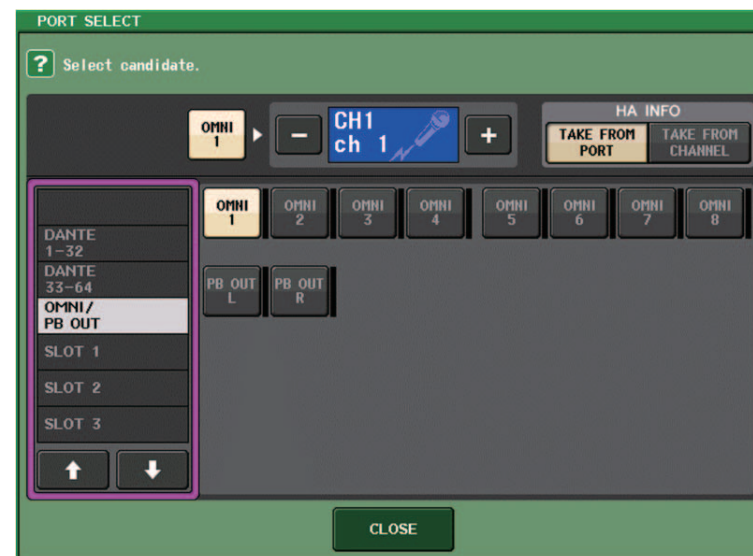 PORT SELECT
? Select candidate.
HA INFO
OMNI
1
−
CH1
ch 1
+
TAKE FROM
PORT
TAKE FROM
CHANNEL
DANTE
1-32
DANTE
33-64
OMNI/
PB OUT
SLOT 1
SLOT 2
SLOT 3
OMNI
1
OMNI
2
OMNI
3
OMNI
4
OMNI
5
OMNI
6
OMNI
7
OMNI
8
PB OUT
L
PB OUT
R
CLOSE